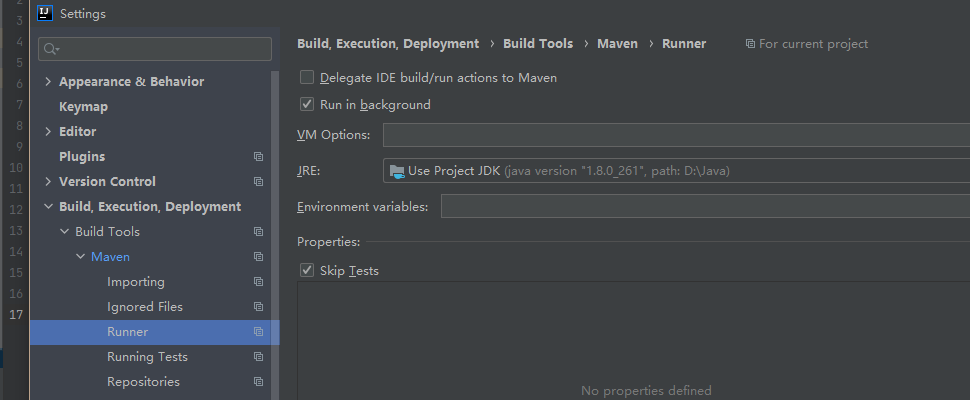 Settings
Build, Execution, Deployment › Build Tools › Maven › Runner For current project
Appearance & Behavior
Keymap
Editor
Plugins
Version Control
Build, Execution, Deployment
Build Tools
Maven
Importing
Ignored Files
Runner
Running Tests
Repositories
Delegate IDE build/run actions to Maven
Run in background
VM Options:
JRE: Use Project JDK (java version "1.8.0_261", path: D:\Java)
Environment variables:
Properties:
Skip Tests
No properties defined
3
4
5
6
7
8
9
10
11
12
13
14
15
16
17